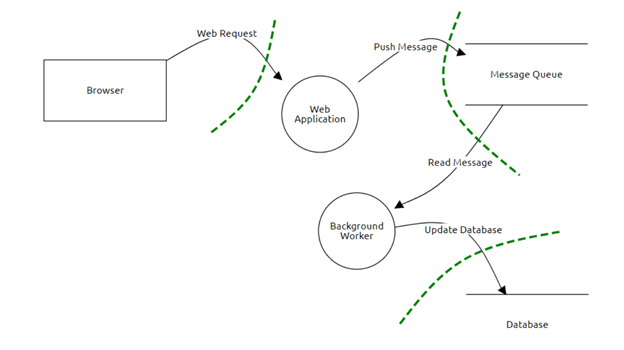 Web Request
Push Message
Browser
Message Queue
Web
Application
Read Message
Background
Worker
Update Database
Database